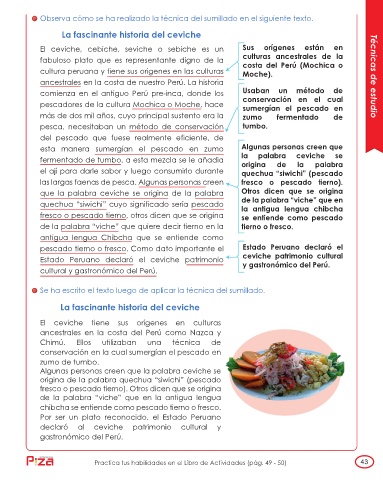 Observa cómo se ha realizado la técnica del sumillado en el siguiente texto.
La fascinante historia del ceviche
El ceviche, cebiche, seviche o sebiche es un
fabuloso plato que es representante digno de la
cultura peruana y tiene sus orígenes en las culturas
ancestrales en la costa de nuestro Perú. La historia
comienza en el antiguo Perú pre-inca, donde los
pescadores de la cultura Mochica o Moche, hace
más de dos mil años, cuyo principal sustento era la
pesca, necesitaban un método de conservación
del pescado que fuese realmente eficiente, de
esta manera sumergían el pescado en zumo
fermentado de tumbo, a esta mezcla se le añadía
el ají para darle sabor y luego consumirlo durante
las largas faenas de pesca. Algunas personas creen
que la palabra ceviche se origina de la palabra
quechua “siwichi” cuyo significado sería pescado
fresco o pescado tierno, otros dicen que se origina
de la palabra “viche” que quiere decir tierno en la
antigua lengua Chibcha que se entiende como
pescado tierno o fresco. Como dato importante el
Estado Peruano declaró el ceviche patrimonio
cultural y gastronómico del Perú.
Sus orígenes están en
culturas ancestrales de la
costa del Perú (Mochica o
Moche).
Usaban un método de
conservación en el cual
sumergían el pescado en
zumo fermentado de
tumbo.
Algunas personas creen que
la palabra ceviche se
origina de la palabra
quechua “siwichi” (pescado
fresco o pescado tierno).
Otros dicen que se origina
de la palabra “viche” que en
la antigua lengua chibcha
se entiende como pescado
tierno o fresco.
Estado Peruano declaró el
ceviche patrimonio cultural
y gastronómico del Perú.
Técnicas de estudio
Se ha escrito el texto luego de aplicar la técnica del sumillado.
La fascinante historia del ceviche
El ceviche tiene sus orígenes en culturas
ancestrales en la costa del Perú como Nazca y
Chimú. Ellos utilizaban una técnica de
conservación en la cual sumergían el pescado en
zumo de tumbo.
Algunas personas creen que la palabra ceviche se
origina de la palabra quechua “siwichi” (pescado
fresco o pescado tierno). Otros dicen que se origina
de la palabra “viche” que en la antigua lengua
chibcha se entiende como pescado tierno o fresco.
Por ser un plato reconocido, el Estado Peruano
declaró al ceviche patrimonio cultural y
gastronómico del Perú.
Practica tus habilidades en el Libro de Actividades (pág. 49 - 50)
43